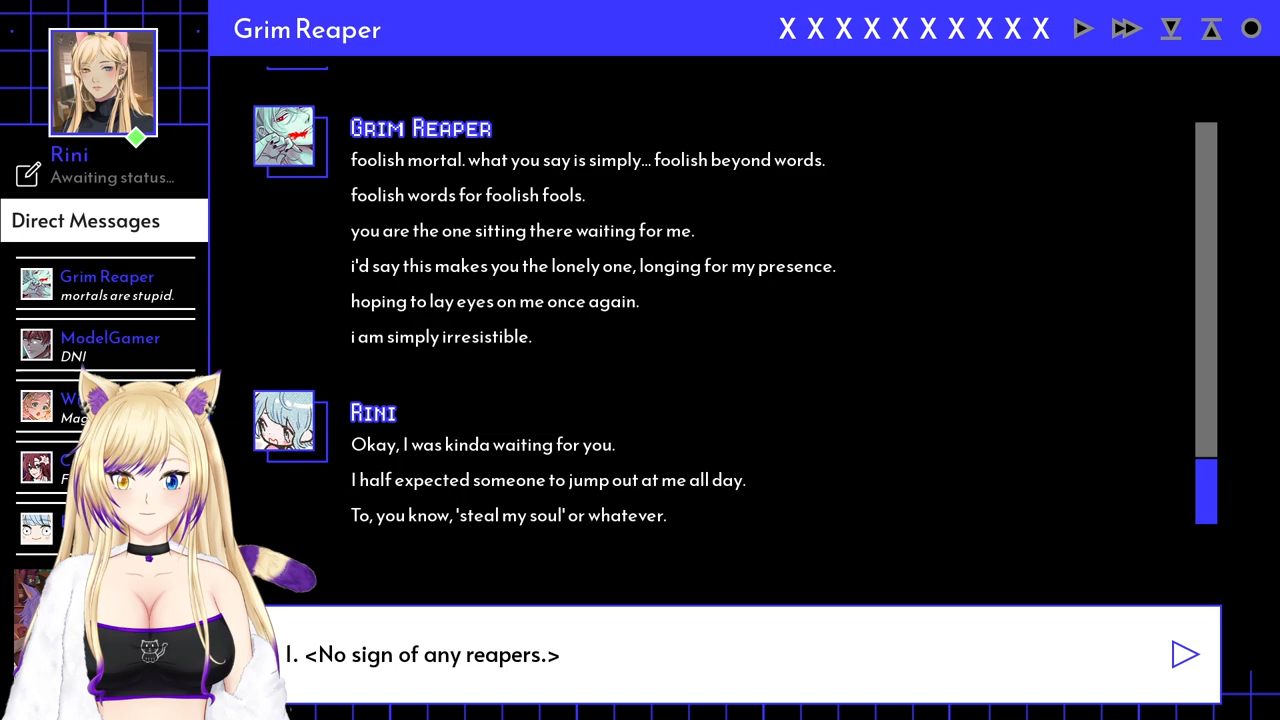 Grim Reaper
X X X X X X X X X X
Rini
Awaiting status...
Direct Messages
Grim Reaper
mortals are stupid.
ModelGamer
DNI
Grim Reaper
foolish mortal. what you say is simply... foolish beyond words.
foolish words for foolish fools.
you are the one sitting there waiting for me.
i'd say this makes you the lonely one, longing for my presence.
hoping to lay eyes on me once again.
i am simply irresistible.
Rini
Okay, I was kinda waiting for you.
I half expected someone to jump out at me all day.
To, you know, 'steal my soul' or whatever.
1. <No sign of any reapers.>